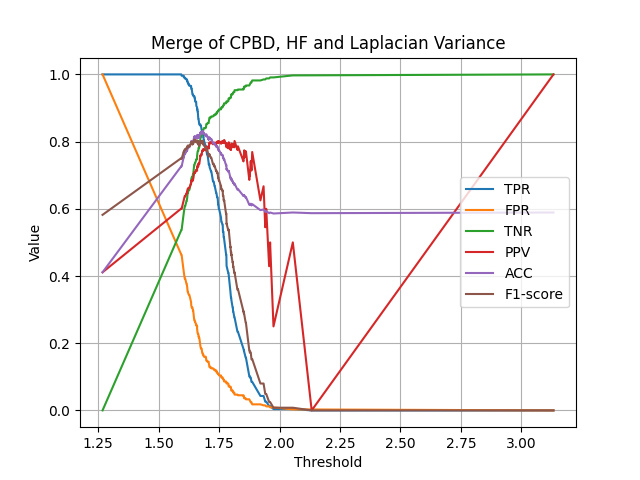 Merge of CPBD, HF and Laplacian Variance
Value
1.0
0.8
0.6
0.4
0.2
0.0
TPR
FPR
TNR
PPV
ACC
F1-score
1.25
1.50
1.75
2.00
2.25
2.50
2.75
3.00
Threshold